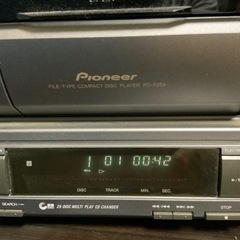 Pioneer
FILE-TYPE COMPACT DISC PLAYER PD-F25A
1 01 00:42
DISC TRACK MIN. SEC.
25-DISC MULTI PLAY CD CHANGER
SEARCH
STOP